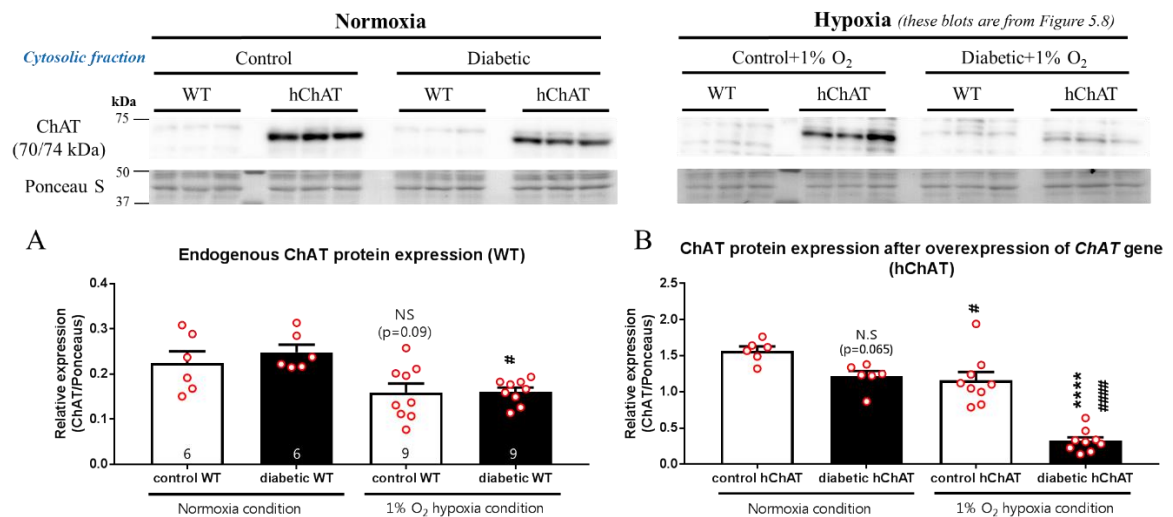 Normoxia
Hypoxia (these blots are from Figure 5.8)
Cytosolic fraction
Control
Diabetic
Control+1% O₂
Diabetic+1% O₂
WT
hChAT
WT
hChAT
WT
hChAT
WT
hChAT
kDa
75
ChAT
(70/74 kDa)
50
Ponceau S
37
A
Endogenous ChAT protein expression (WT)
Relative expression
(ChAT/Ponceaus)
0.4
0.3
0.2
0.1
0.0
NS
(p=0.09)
#
6
6
9
9
control WT
diabetic WT
control WT
diabetic WT
Normoxia condition
1% O₂ hypoxia condition
B
ChAT protein expression after overexpression of ChAT gene
(hChAT)
Relative expression
(ChAT/Ponceaus)
2.5
2.0
1.5
1.0
0.5
0.0
N.S
(p=0.065)
#
****
####
control hChAT
diabetic hChAT
control hChAT
diabetic hChAT
Normoxia condition
1% O₂ hypoxia condition